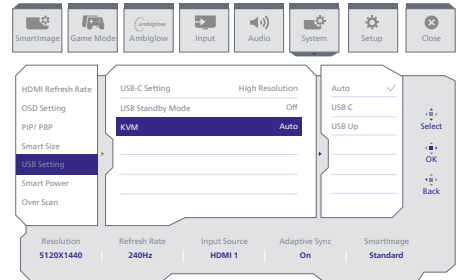 SmartImage Game Mode Ambiglow Input Audio System Setup Close
ambiglow
HDMI Refresh Rate
OSD Setting
PIP/ PBP
Smart Size
USB Setting
Smart Power
Over Scan
USB-C Setting High Resolution
USB Standby Mode Off
KVM Auto
Auto
USB C
USB Up
Select
OK
Back
Resolution Refresh Rate Input Source Adaptive Sync SmartImage
5120X1440 240Hz HDMI 1 On Standard